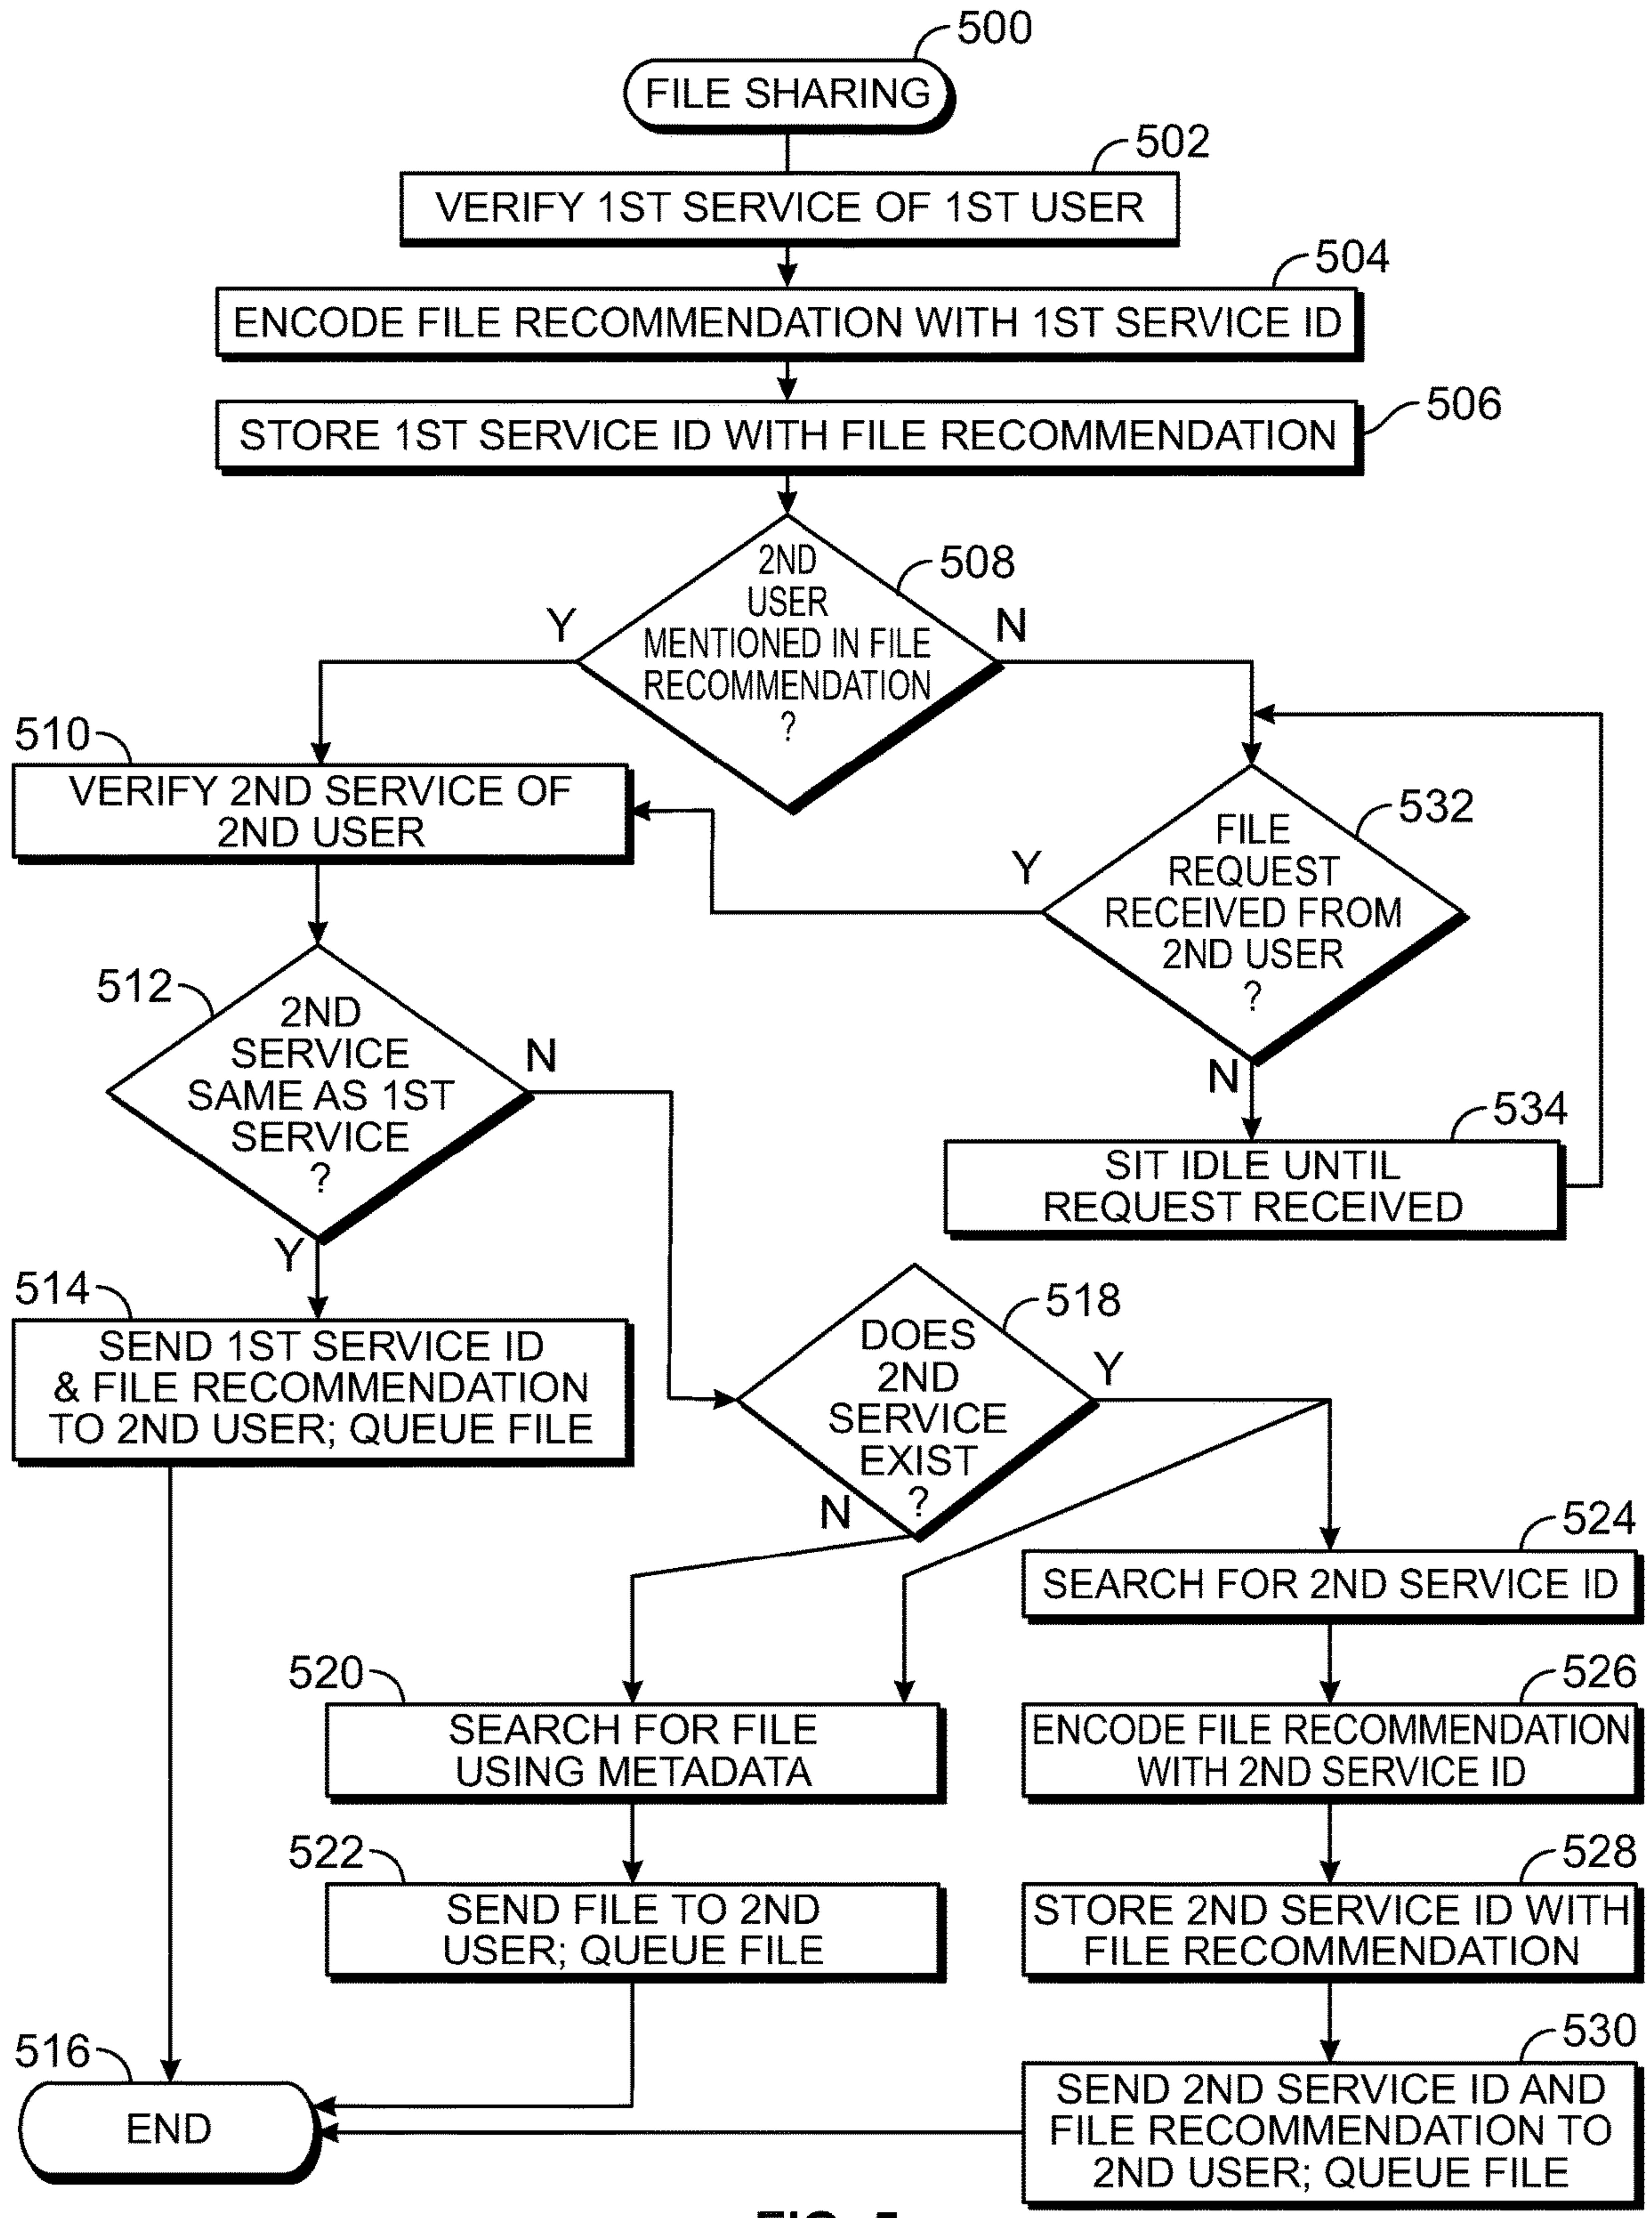 500
FILE SHARING
502
VERIFY 1ST SERVICE OF 1ST USER
504
ENCODE FILE RECOMMENDATION WITH 1ST SERVICE ID
506
STORE 1ST SERVICE ID WITH FILE RECOMMENDATION
508
2ND
USER
MENTIONED IN FILE
RECOMMENDATION
?
Y
N
510
VERIFY 2ND SERVICE OF
2ND USER
532
FILE
REQUEST
RECEIVED FROM
2ND USER
?
Y
N
534
SIT IDLE UNTIL
REQUEST RECEIVED
512
2ND
SERVICE
SAME AS 1ST
SERVICE
?
N
Y
514
SEND 1ST SERVICE ID
& FILE RECOMMENDATION
TO 2ND USER; QUEUE FILE
518
DOES
2ND
SERVICE
EXIST
?
Y
N
524
SEARCH FOR 2ND SERVICE ID
520
SEARCH FOR FILE
USING METADATA
526
ENCODE FILE RECOMMENDATION
WITH 2ND SERVICE ID
522
SEND FILE TO 2ND
USER; QUEUE FILE
528
STORE 2ND SERVICE ID WITH
FILE RECOMMENDATION
516
END
530
SEND 2ND SERVICE ID AND
FILE RECOMMENDATION TO
2ND USER; QUEUE FILE